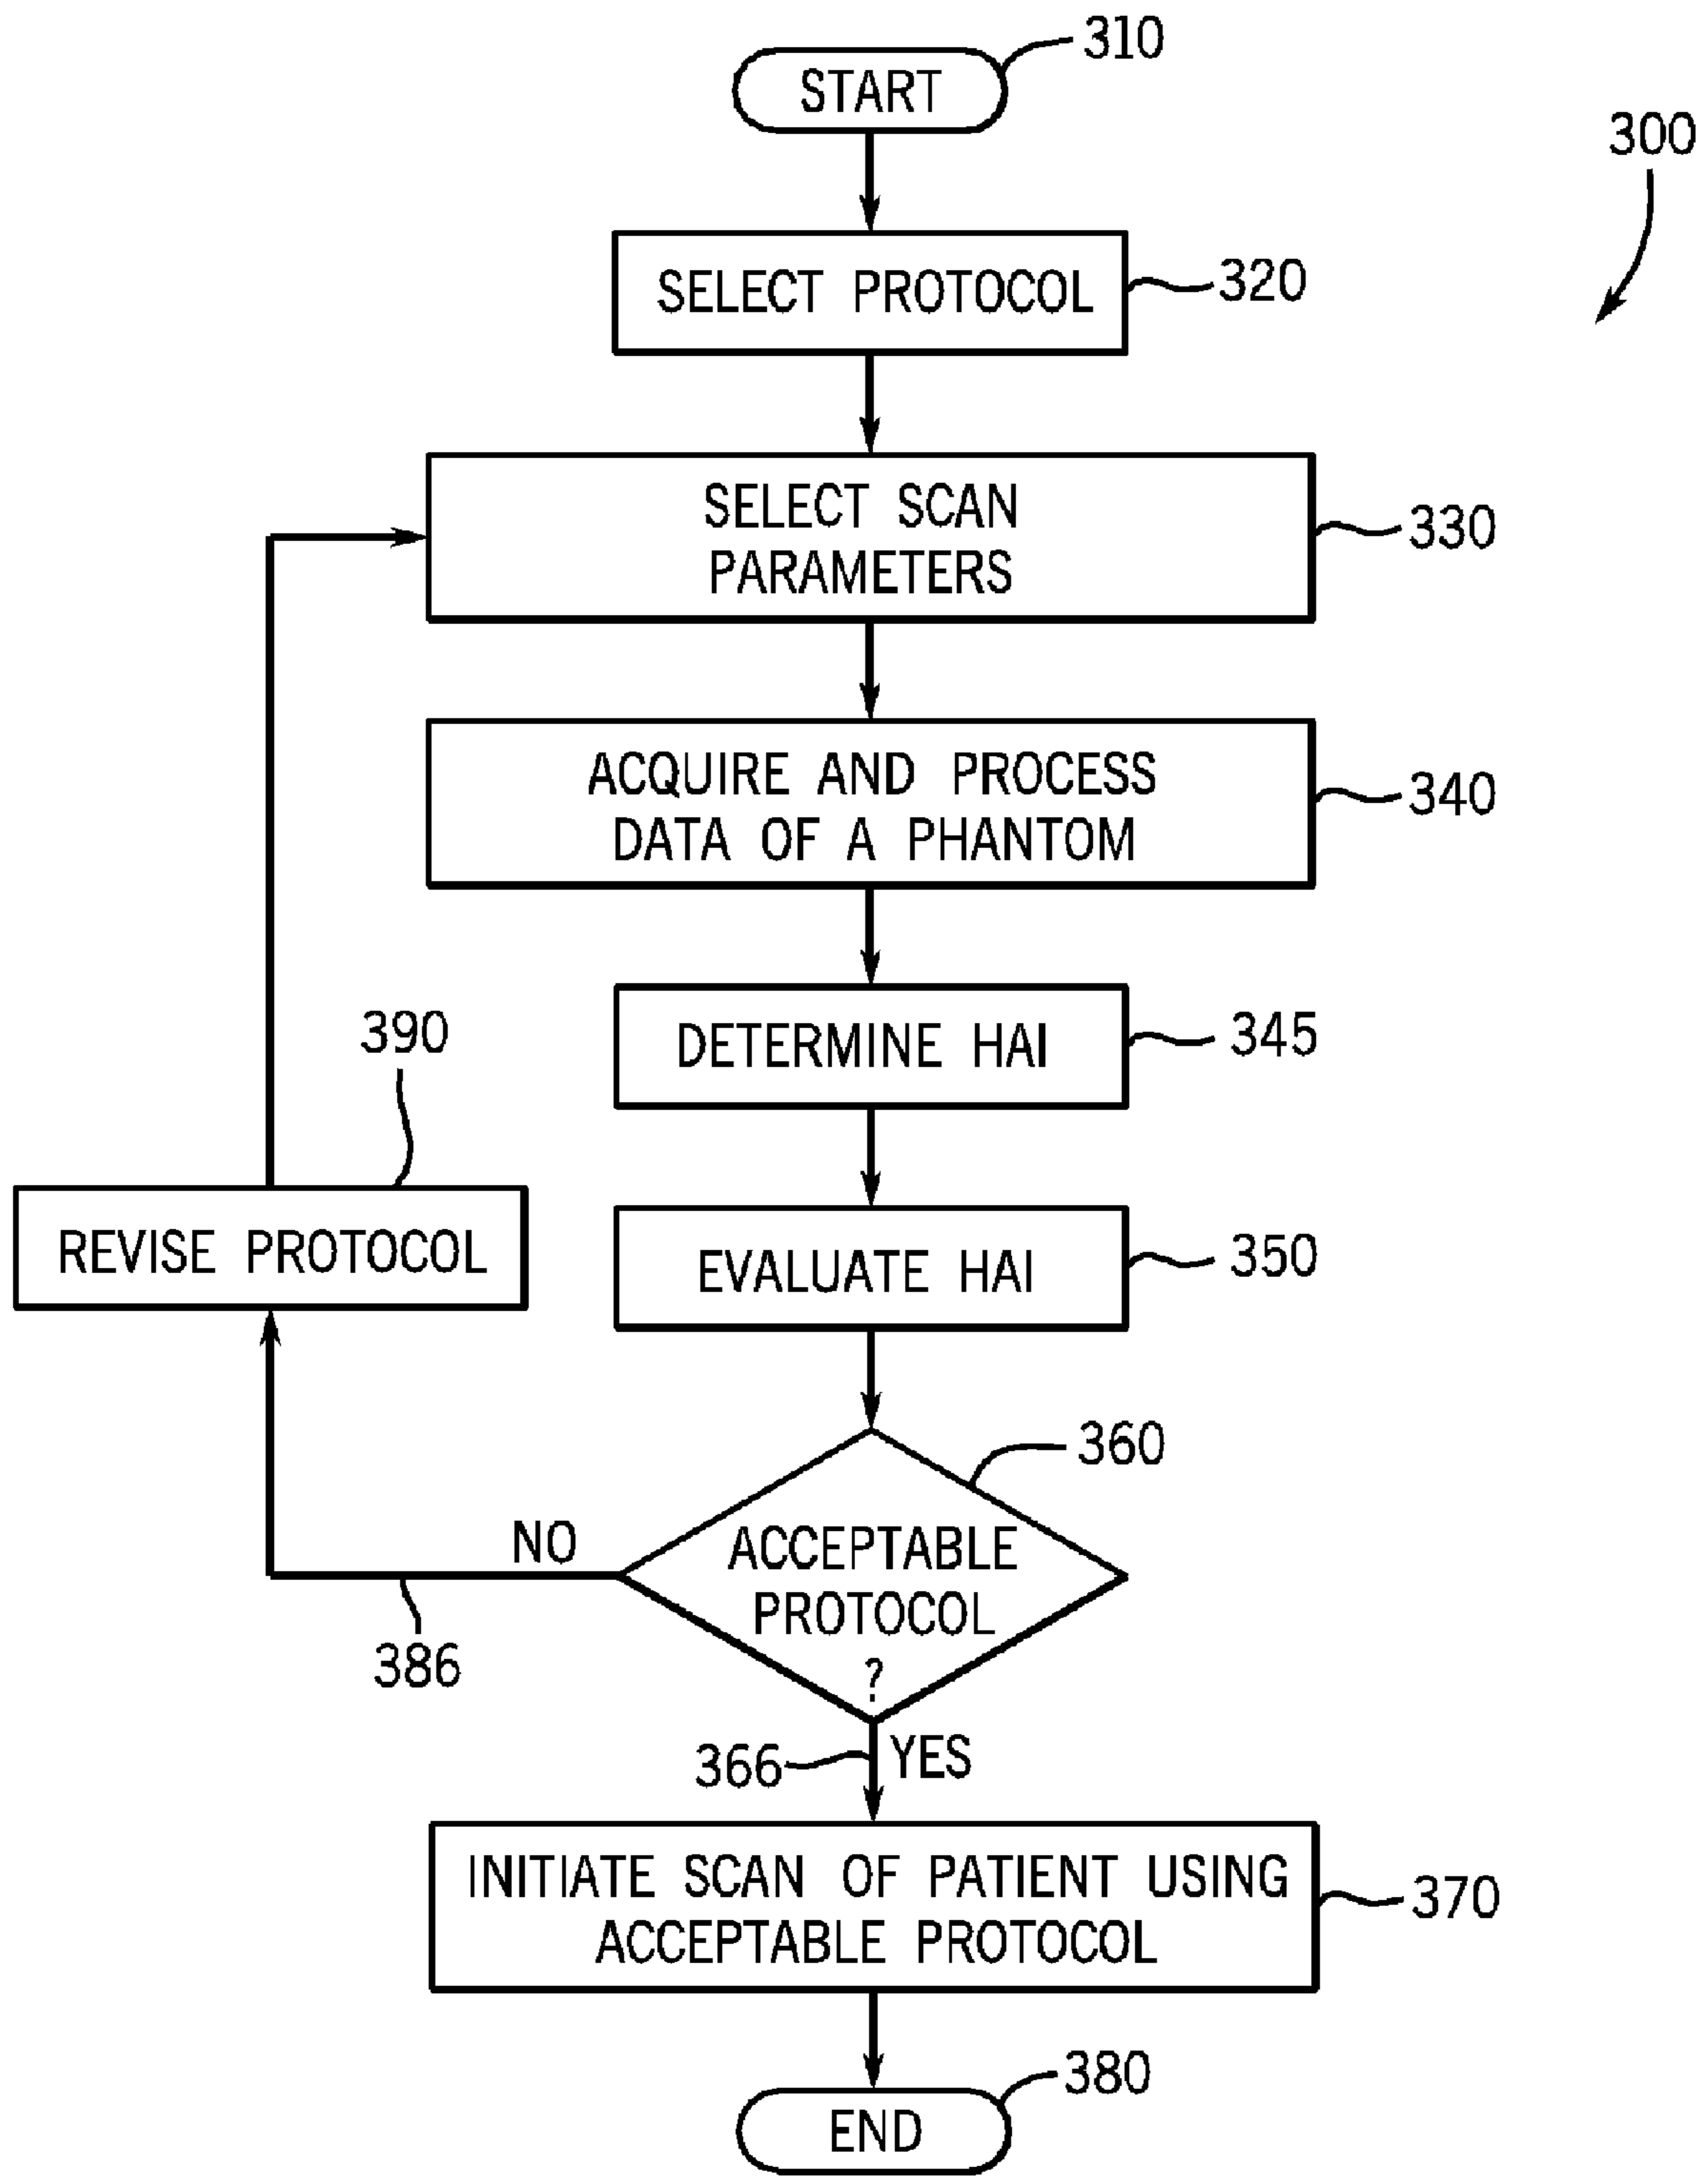 310
START
300
SELECT PROTOCOL
320
SELECT SCAN
PARAMETERS
330
ACQUIRE AND PROCESS
DATA OF A PHANTOM
340
DETERMINE HAI
345
390
REVISE PROTOCOL
EVALUATE HAI
350
360
NO
ACCEPTABLE
PROTOCOL
?
386
366
YES
INITIATE SCAN OF PATIENT USING
ACCEPTABLE PROTOCOL
370
380
END